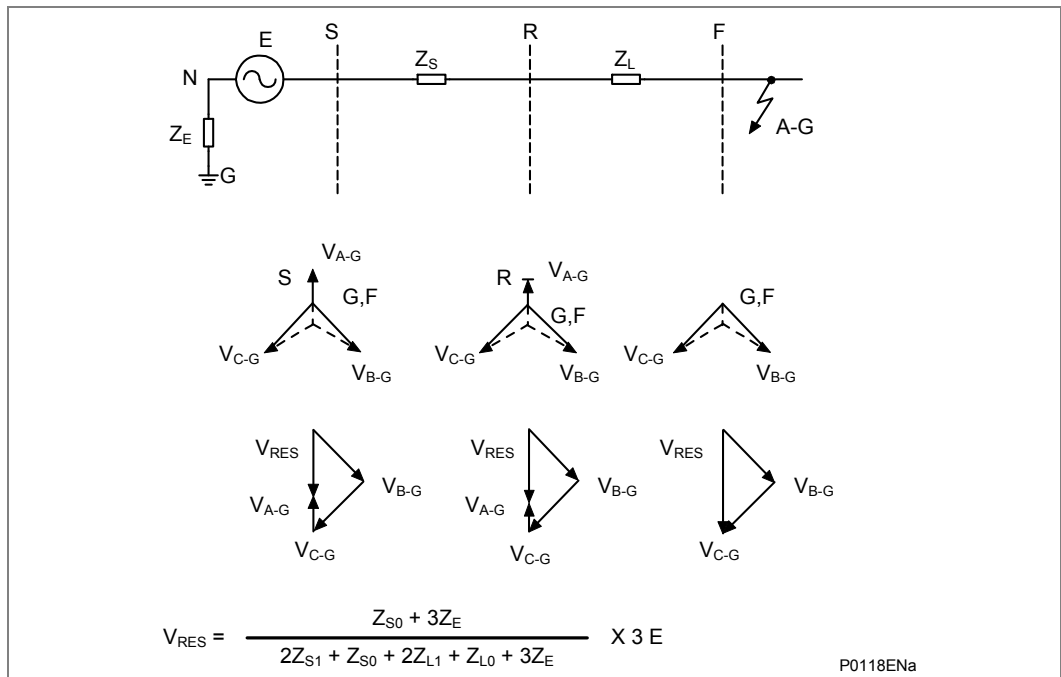 E S R F
N Z_S Z_L
Z_E A-G
G
V_A-G V_A-G
S G,F R G,F G,F
V_C-G V_B-G V_C-G V_B-G V_C-G V_B-G
V_RES V_RES V_RES
V_A-G V_B-G V_A-G V_B-G V_B-G
V_C-G V_C-G V_C-G
Z_S0 + 3Z_E
V_RES = X 3 E
2Z_S1 + Z_S0 + 2Z_L1 + Z_L0 + 3Z_E
P0118ENa